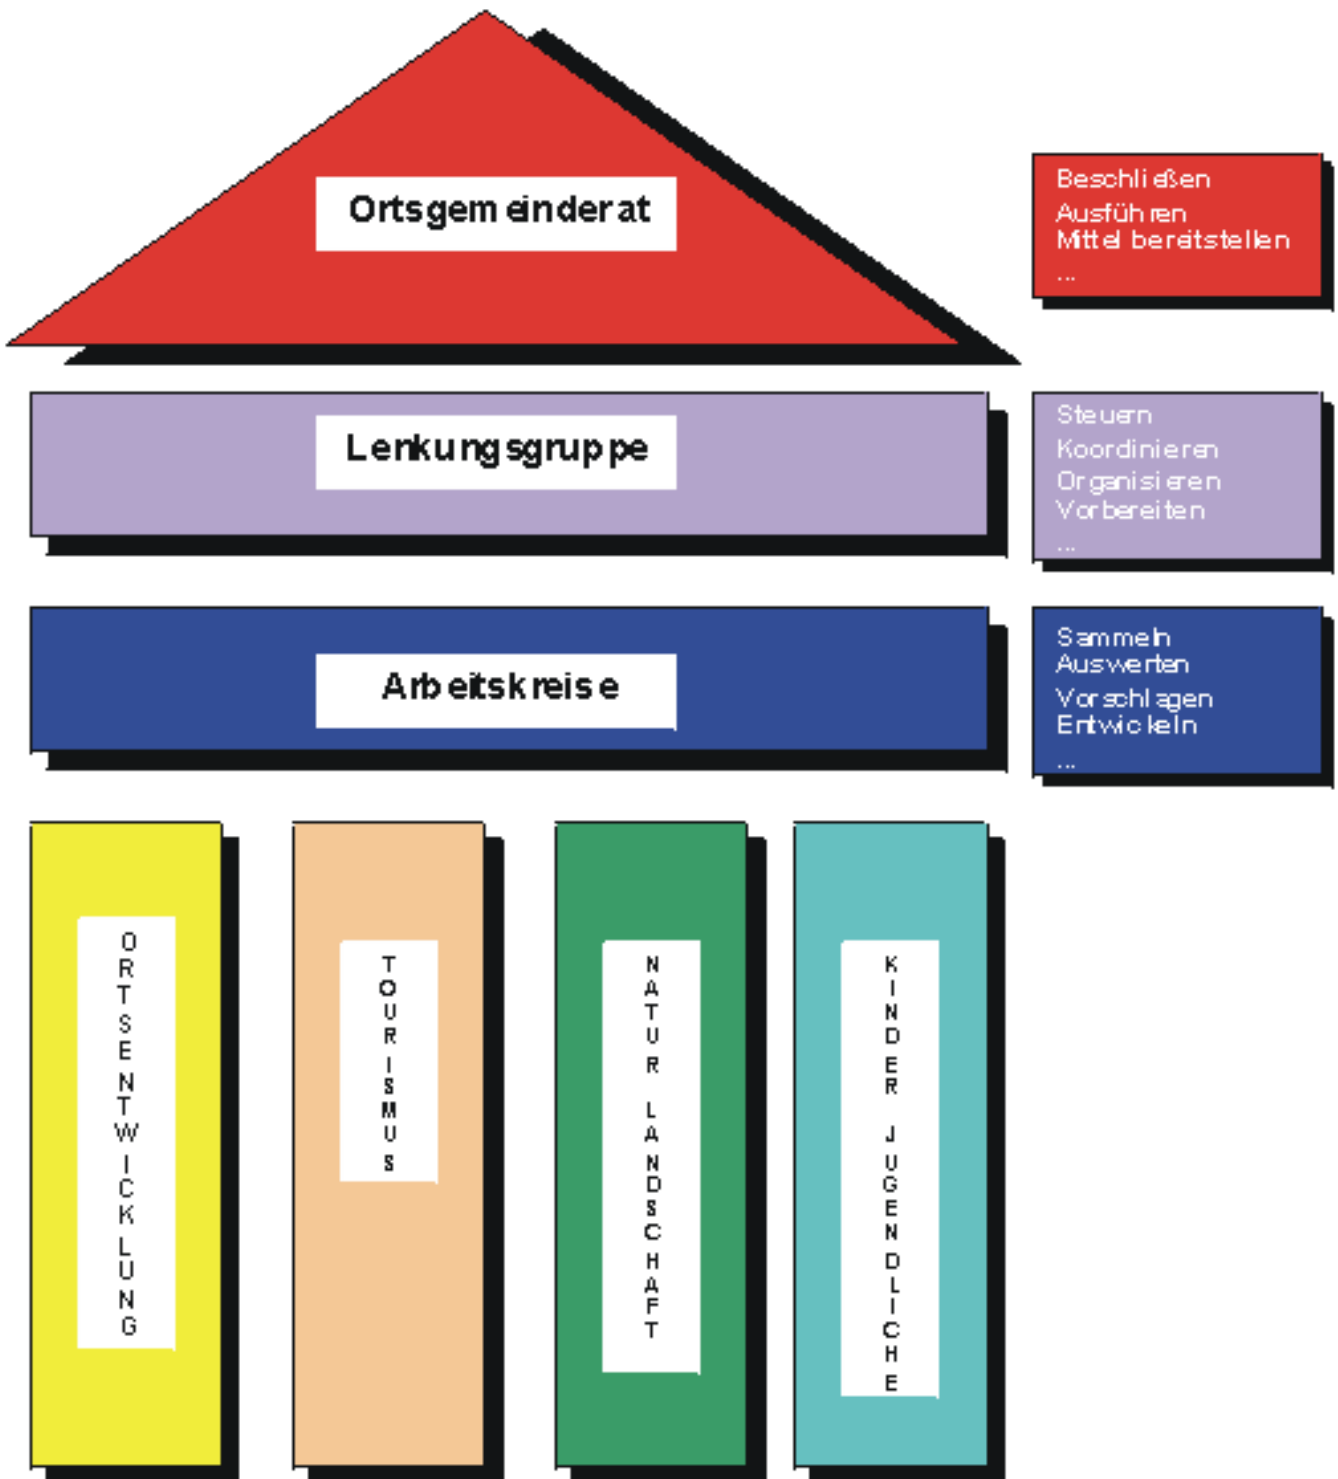 Ortsgemeinderat
Beschließen
Ausführen
Mittel bereitstellen
...
Lenkungsgruppe
Steuern
Koordinieren
Organisieren
Vorbereiten
...
Arbeitskreise
Sammeln
Auswerten
Vorschlagen
Entwickeln
...
ORTSENTWICKLUNG
TOURISMUS
NATUR LANDSCHAFT
KINDER JUGENDLICHE